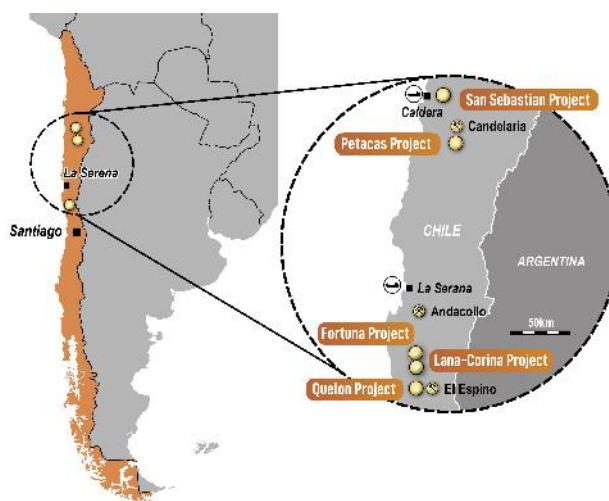 La Serena
Santiago
San Sebastian Project
Caldera
Candelaria
Petacas Project
CHILE
ARGENTINA
La Serana
Andacollo
50km
Fortuna Project
Lana-Corina Project
Quelon Project
El Espino